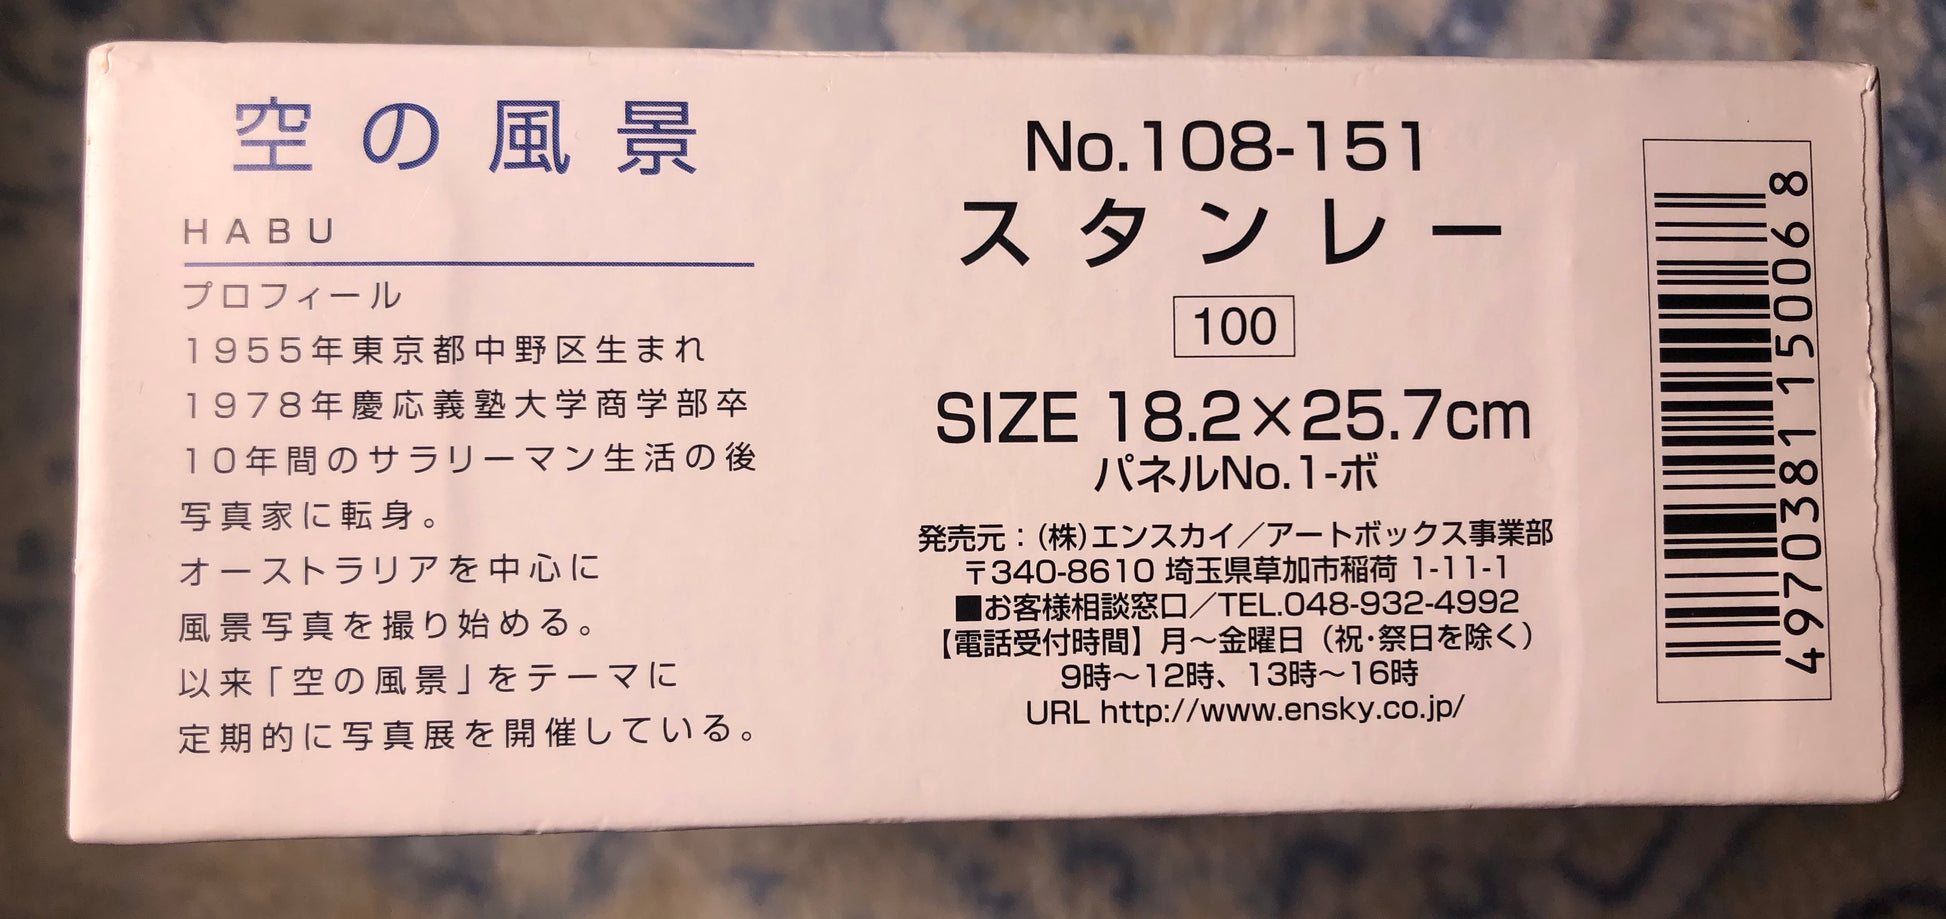 空の風景
HABU
プロフィール
1955年東京都中野区生まれ
1978年慶応義塾大学商学部卒
10年間のサラリーマン生活の後
写真家に転身。
オーストラリアを中心に
風景写真を撮り始める。
以来「空の風景」をテーマに
定期的に写真展を開催している。
No.108-151
スタンレー
100
SIZE 18.2×25.7cm
パネルNo.1-ボ
発売元：(株)エンスカイ／アートボックス事業部
〒340-8610 埼玉県草加市稲荷 1-11-1
■お客様相談窓口／TEL.048-932-4992
【電話受付時間】月〜金曜日（祝・祭日を除く）
9時〜12時、13時〜16時
URL http://www.ensky.co.jp/
4970381150068